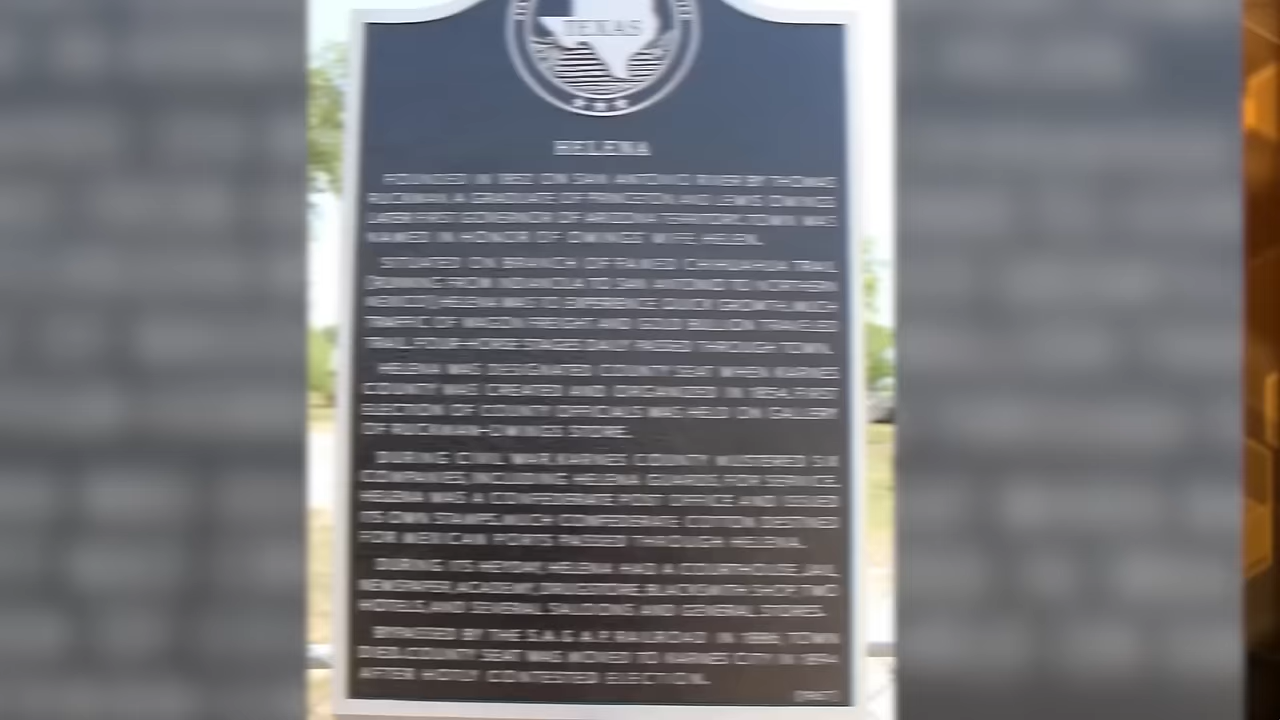 TEXAS
HELENA
FOUNDED IN 1852 ON SAN ANTONIO RIVER BY THOMAS
RUCKMAN, A GRADUATE OF PRINCETON AND LEWIS OWINGS,
LATER FIRST GOVERNOR OF ARIZONA TERRITORY. TOWN WAS
NAMED IN HONOR OF OWINGS' WIFE, HELEN.
SITUATED ON BRANCH OF FAMED CHIHUAHUA TRAIL
(RUNNING FROM INDIANOLA TO SAN ANTONIO TO NORTHERN
MEXICO), HELENA WAS TO EXPERIENCE QUICK GROWTH. MUCH
TRAFFIC OF WAGON FREIGHT AND GOLD BULLION TRAVELED
TRAIL. FOUR-HORSE STAGES DAILY PASSED THROUGH TOWN.
HELENA WAS DESIGNATED COUNTY SEAT WHEN KARNES
COUNTY WAS CREATED AND ORGANIZED IN 1854. FIRST
ELECTION OF COUNTY OFFICIALS WAS HELD ON GALLERY
OF RUCKMAN-OWINGS STORE.
DURING CIVIL WAR, KARNES COUNTY MUSTERED SIX
COMPANIES, INCLUDING HELENA GUARDS, FOR SERVICE.
HELENA WAS A CONFEDERATE POST OFFICE AND ISSUED
ITS OWN STAMPS. MUCH CONFEDERATE COTTON DESTINED
FOR MEXICAN PORTS PASSED THROUGH HELENA.
DURING ITS HEYDAY, HELENA HAD A COURTHOUSE, JAIL,
NEWSPAPER, ACADEMY, DRUGSTORE, BLACKSMITH SHOP, TWO
HOTELS, AND SEVERAL SALOONS AND GENERAL STORES.
BYPASSED BY THE S.A. & A.P. RAILROAD IN 1886, TOWN
DIED. COUNTY SEAT WAS MOVED TO KARNES CITY IN 1894
AFTER HOTLY CONTESTED ELECTION.